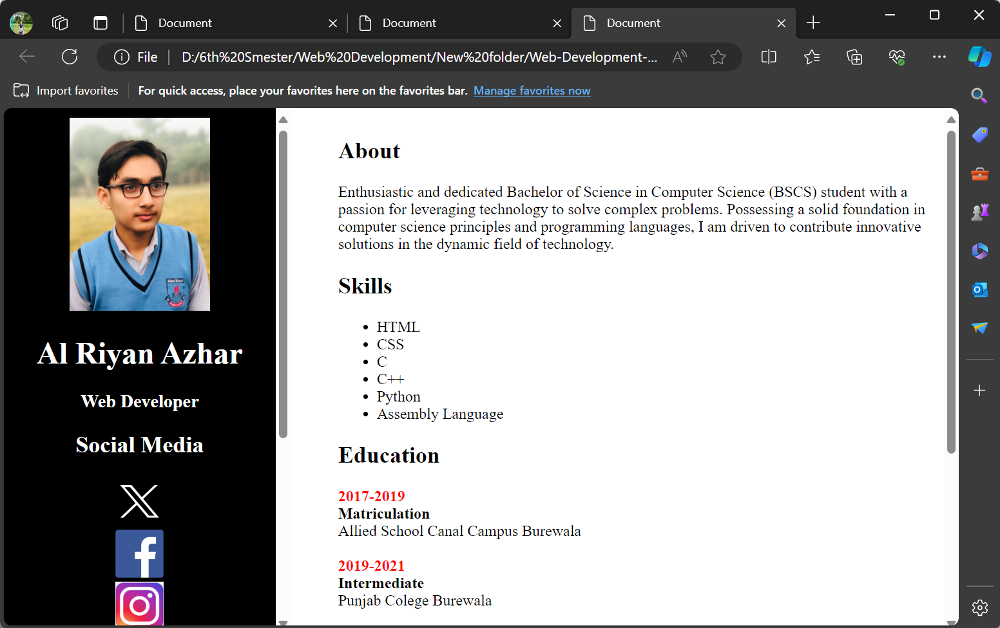 Document
Document
Document
File
D:/6th%20Smester/Web%20Development/New%20folder/Web-Development-...
Import favorites
For quick access, place your favorites here on the favorites bar. Manage favorites now
Al Riyan Azhar
Web Developer
Social Media
About
Enthusiastic and dedicated Bachelor of Science in Computer Science (BSCS) student with a
passion for leveraging technology to solve complex problems. Possessing a solid foundation in
computer science principles and programming languages, I am driven to contribute innovative
solutions in the dynamic field of technology.
Skills
• HTML
• CSS
• C
• C++
• Python
• Assembly Language
Education
2017-2019
Matriculation
Allied School Canal Campus Burewala
2019-2021
Intermediate
Punjab Colege Burewala